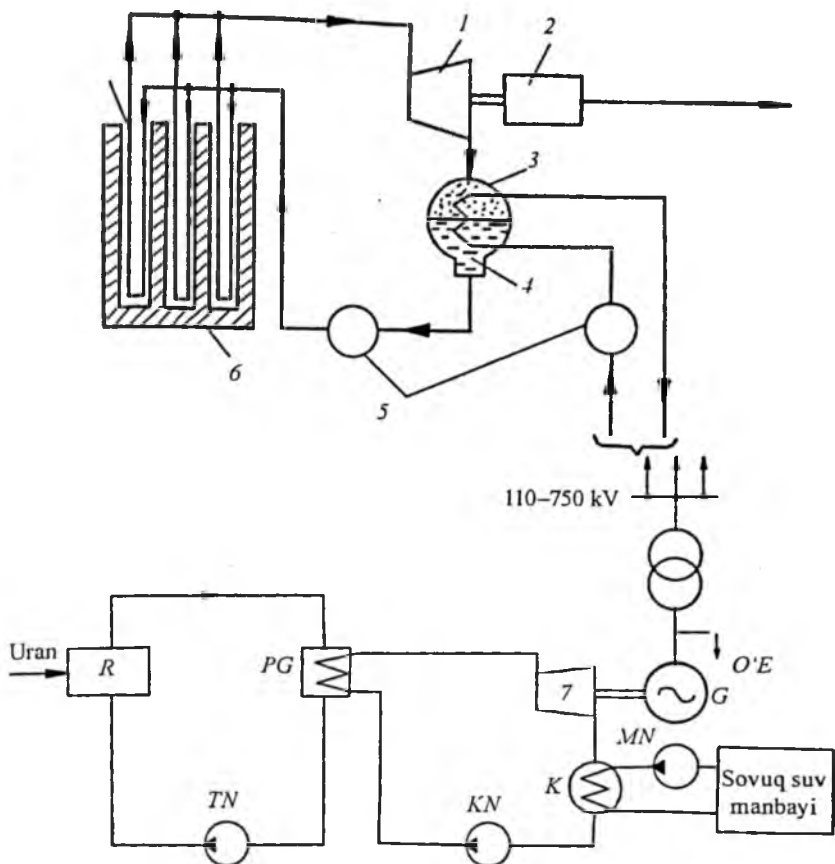 1
2
3
4
5
6
110–750 kV
O'E
Uran
R
PG
7
G
MN
K
Sovuq suv
manbayi
TN
KN